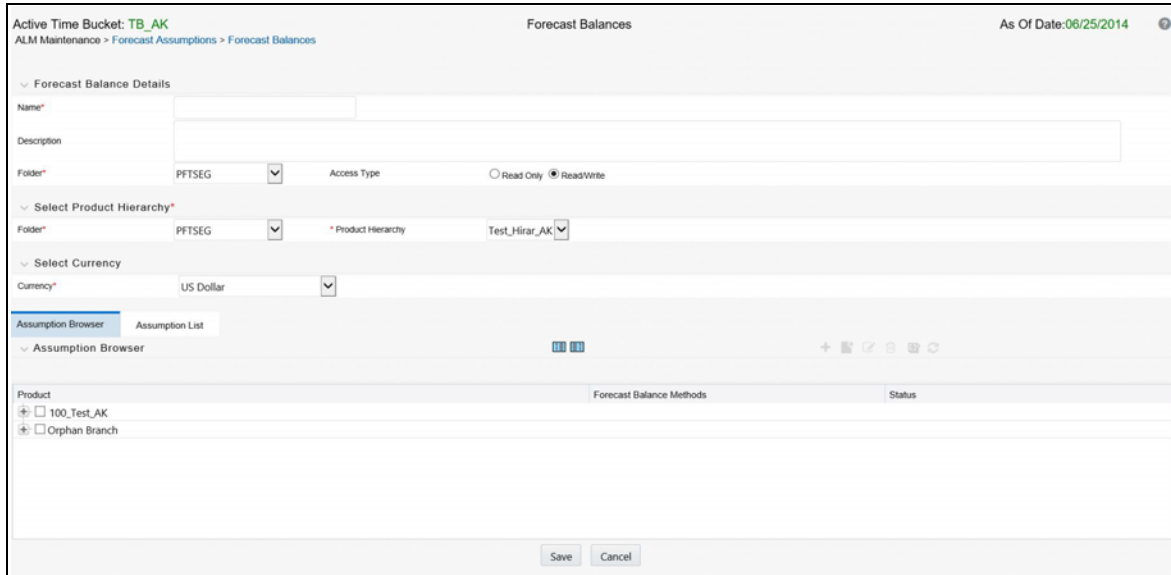 Active Time Bucket: TB_AK Forecast Balances As Of Date:06/25/2014
ALM Maintenance > Forecast Assumptions > Forecast Balances
Forecast Balance Details
Name*
Description
Folder* PFTSEG Access Type Read Only Read/Write
Select Product Hierarchy*
Folder* PFTSEG * Product Hierarchy Test_Hirar_AK
Select Currency
Currency* US Dollar
Assumption Browser Assumption List
Assumption Browser
Product Forecast Balance Methods Status
100_Test_AK
Orphan Branch
Save Cancel